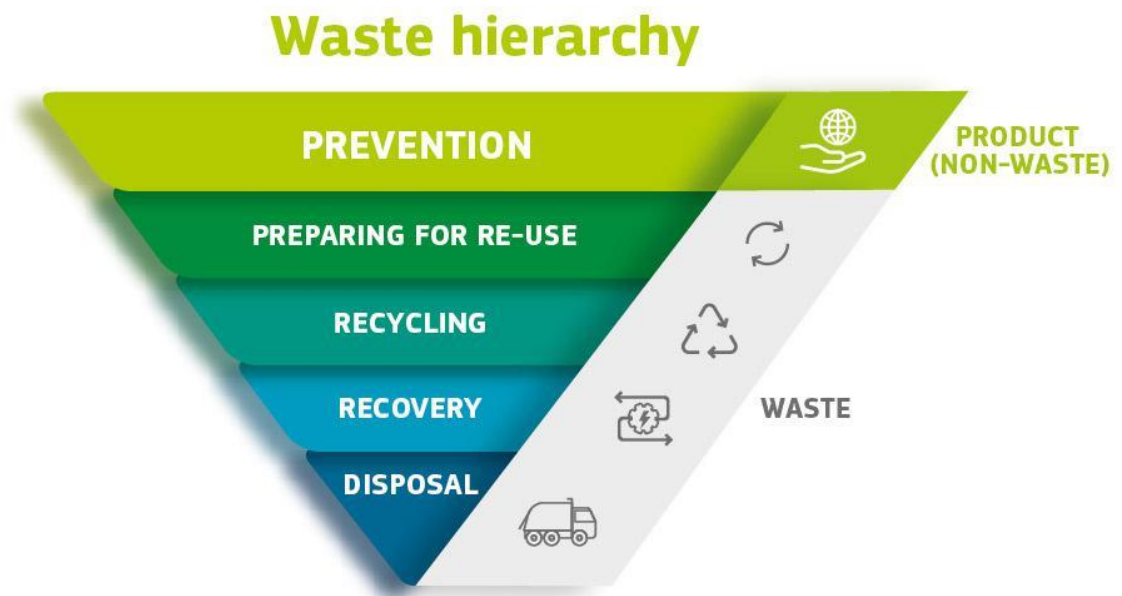 Waste hierarchy
PREVENTION
PRODUCT
(NON-WASTE)
PREPARING FOR RE-USE
RECYCLING
RECOVERY
WASTE
DISPOSAL